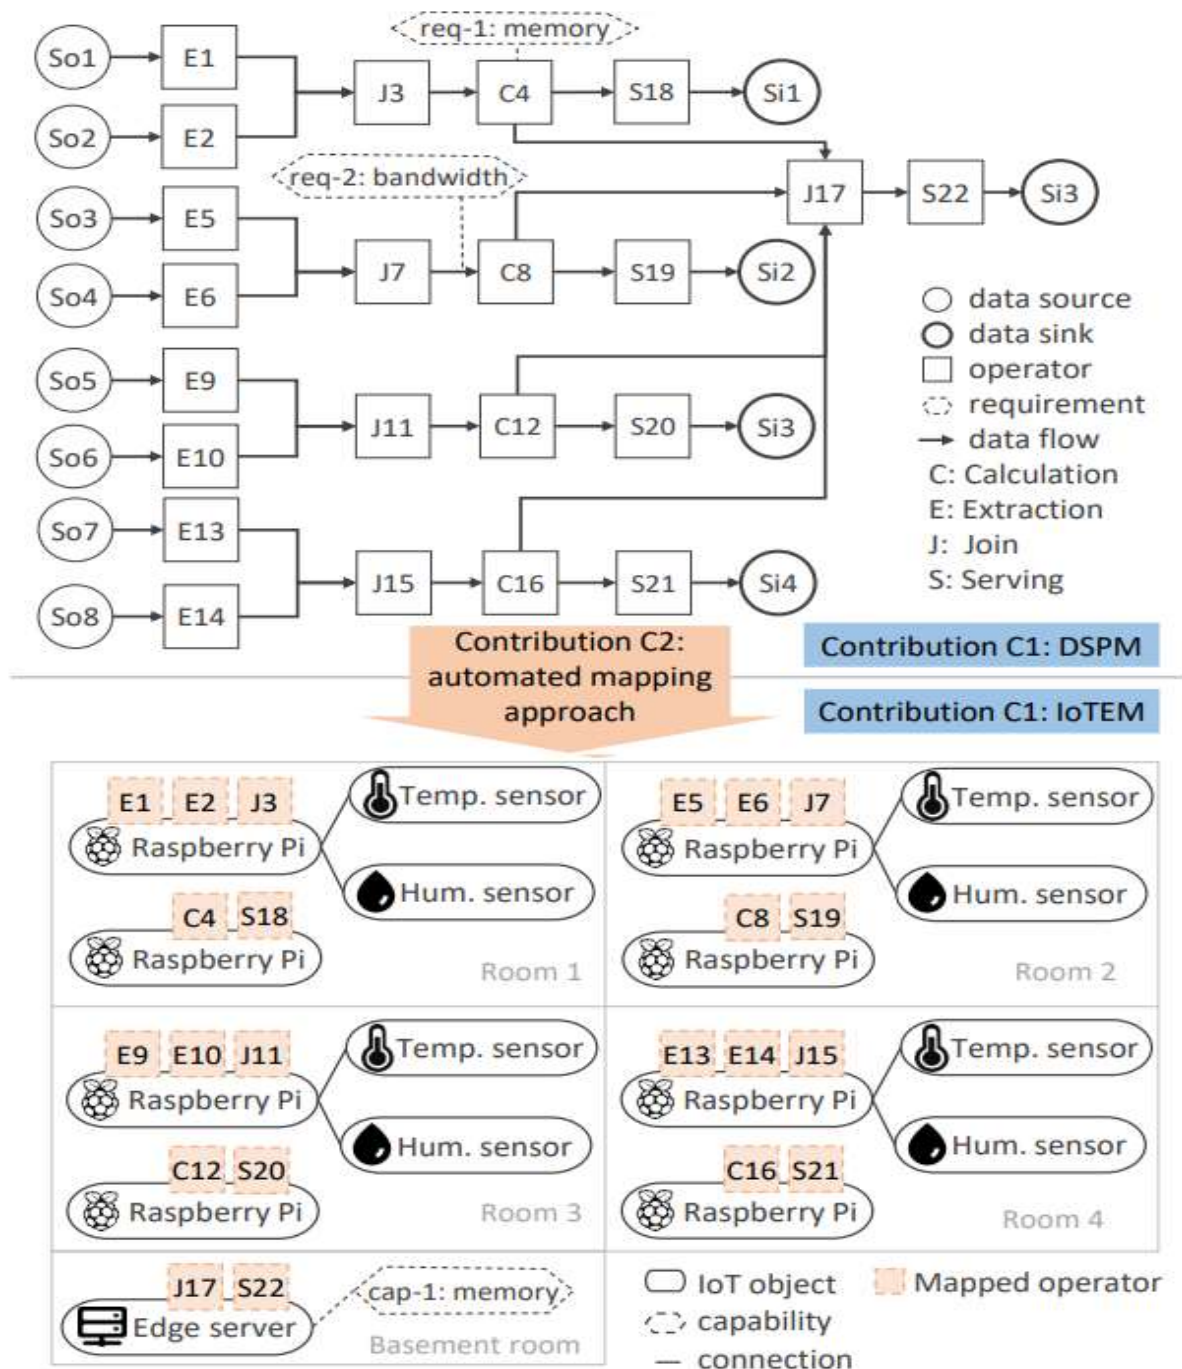 req-1: memory
So1
E1
J3
C4
S18
Si1
So2
E2
req-2: bandwidth
J17
S22
Si3
So3
E5
J7
C8
S19
Si2
So4
E6
data source
data sink
operator
requirement
data flow
C: Calculation
E: Extraction
J: Join
S: Serving
So5
E9
J11
C12
S20
Si3
So6
E10
So7
E13
J15
C16
S21
Si4
So8
E14
Contribution C2:
automated mapping
approach
Contribution C1: DSPM
Contribution C1: IoTEM
E1 E2 J3
Raspberry Pi
Temp. sensor
Hum. sensor
C4 S18
Raspberry Pi
Room 1
E5 E6 J7
Raspberry Pi
Temp. sensor
Hum. sensor
C8 S19
Raspberry Pi
Room 2
E9 E10 J11
Raspberry Pi
Temp. sensor
Hum. sensor
C12 S20
Raspberry Pi
Room 3
E13 E14 J15
Raspberry Pi
Temp. sensor
Hum. sensor
C16 S21
Raspberry Pi
Room 4
J17 S22
Edge server
cap-1: memory
Basement room
IoT object
Mapped operator
capability
connection